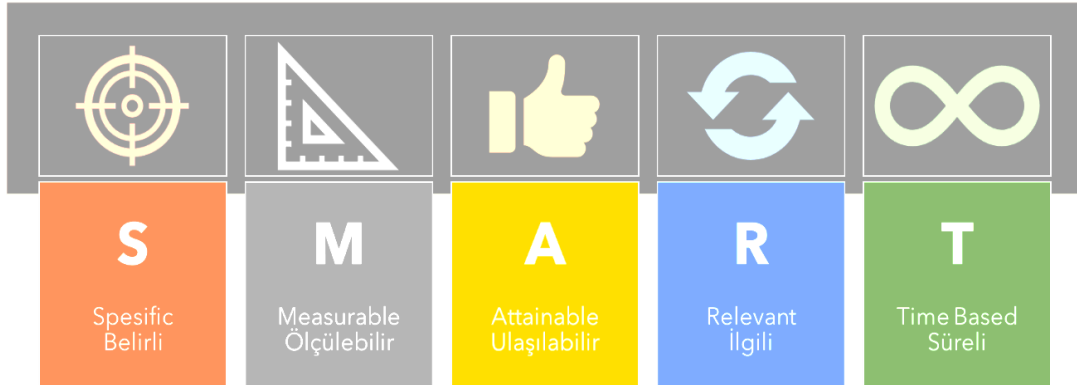 S
Spesific
Belirli
M
Measurable
Ölçülebilir
A
Attainable
Ulaşılabilir
R
Relevant
İlgili
T
Time Based
Süreli